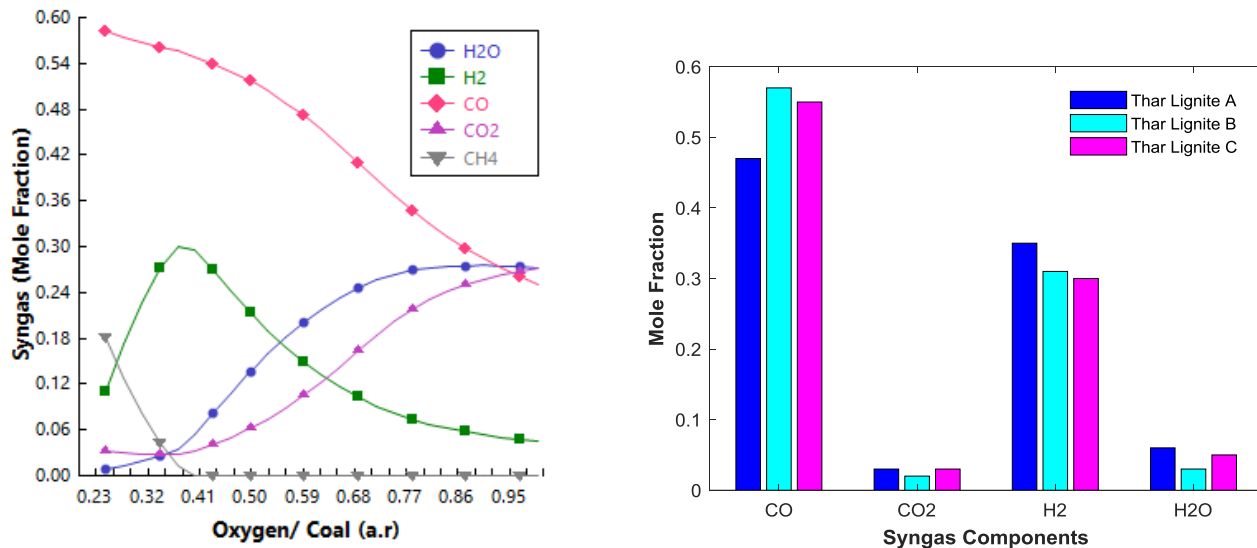 0.60
0.54
0.48
0.42
0.36
0.30
0.24
0.18
0.12
0.06
0.00
Syngas (Mole Fraction)
H2O
H2
CO
CO2
CH4
0.23 0.32 0.41 0.50 0.59 0.68 0.77 0.86 0.95
Oxygen/ Coal (a.r)
0.6
0.5
0.4
0.3
0.2
0.1
0
Mole Fraction
Thar Lignite A
Thar Lignite B
Thar Lignite C
CO CO2 H2 H2O
Syngas Components